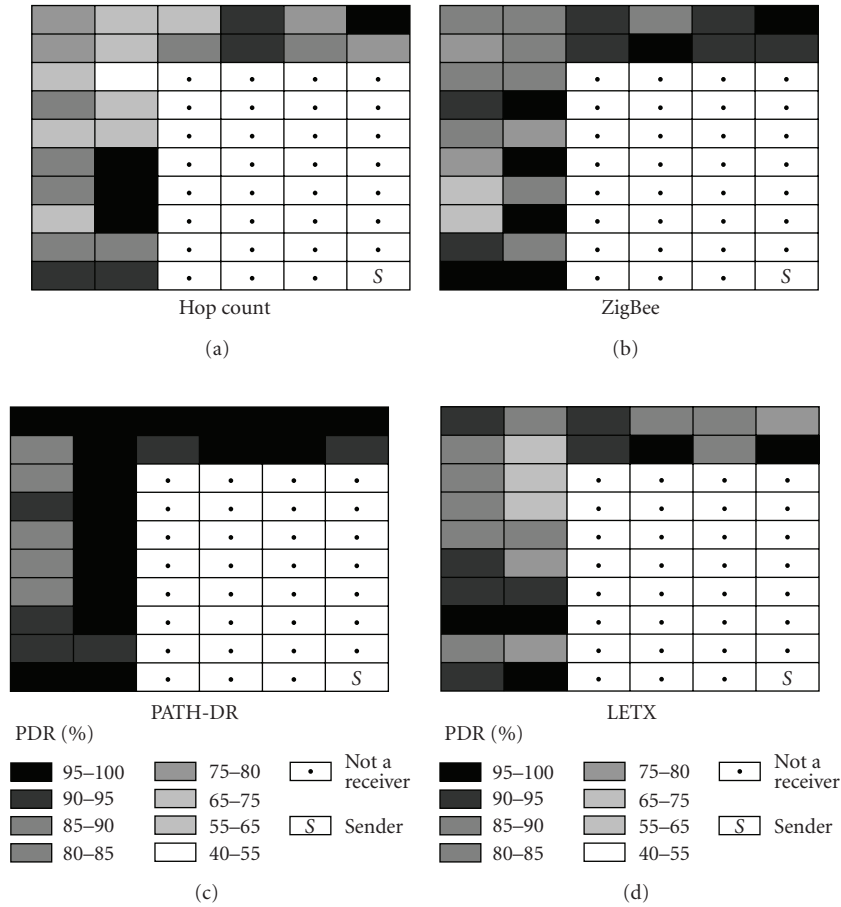 S
Hop count
(a)
S
ZigBee
(b)
S
PATH-DR
S
LETX
PDR (%)
95–100
90–95
85–90
80–85
75–80
65–75
55–65
40–55
Not a
receiver
S
Sender
(c)
PDR (%)
95–100
90–95
85–90
80–85
75–80
65–75
55–65
40–55
Not a
receiver
S
Sender
(d)